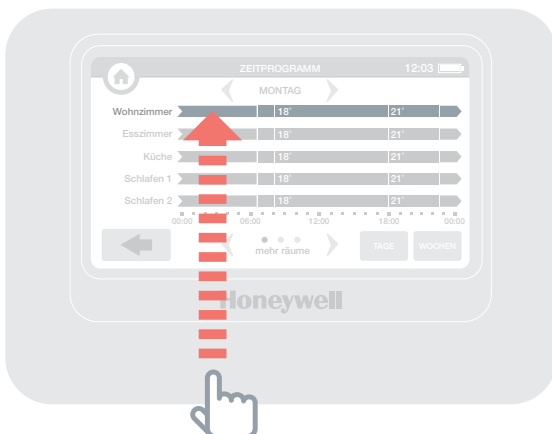 ZEITPROGRAMM 12:03
MONTAG
Wohnzimmer 18° 21°
Esszimmer 18° 21°
Küche 18° 21°
Schlafen 1 18° 21°
Schlafen 2 18° 21°
00:00 06:00 12:00 18:00 00:00
mehr räume TAGE WOCHEN
Honeywell